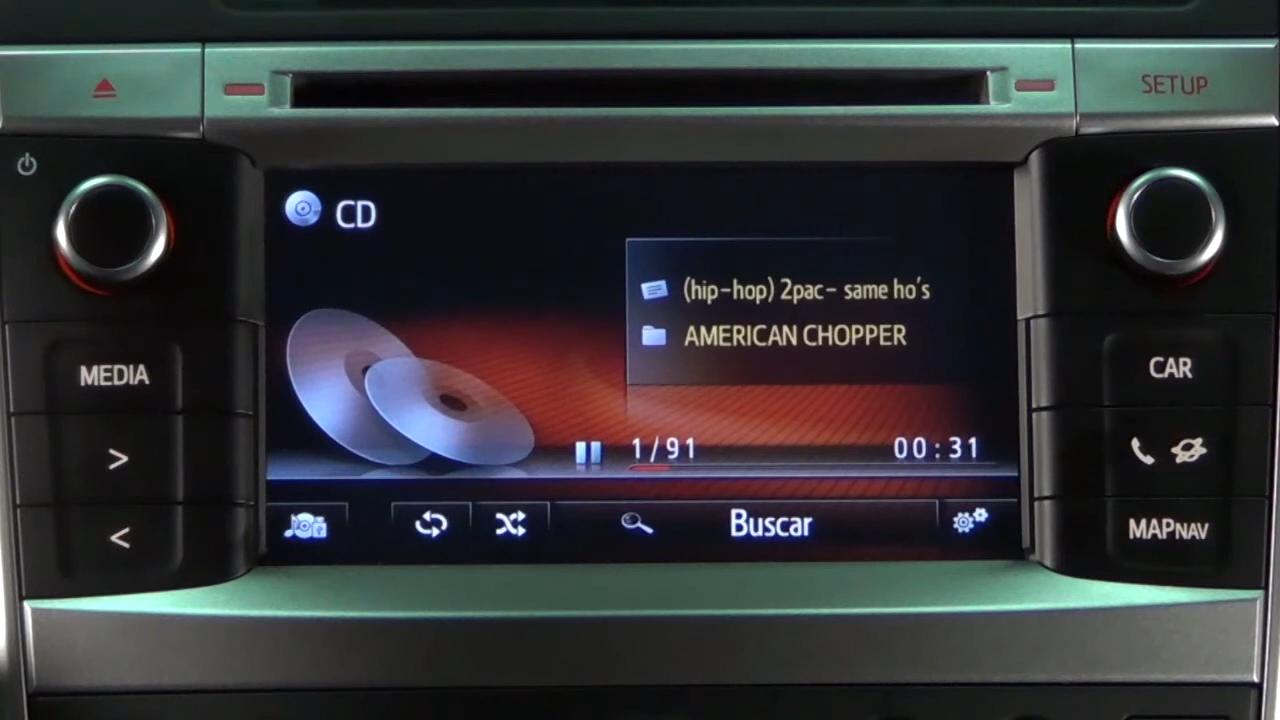 SETUP
CD
(hip-hop) 2pac- same ho's
AMERICAN CHOPPER
MEDIA
CAR
1/91
00:31
>
<
Buscar
MAPNAV